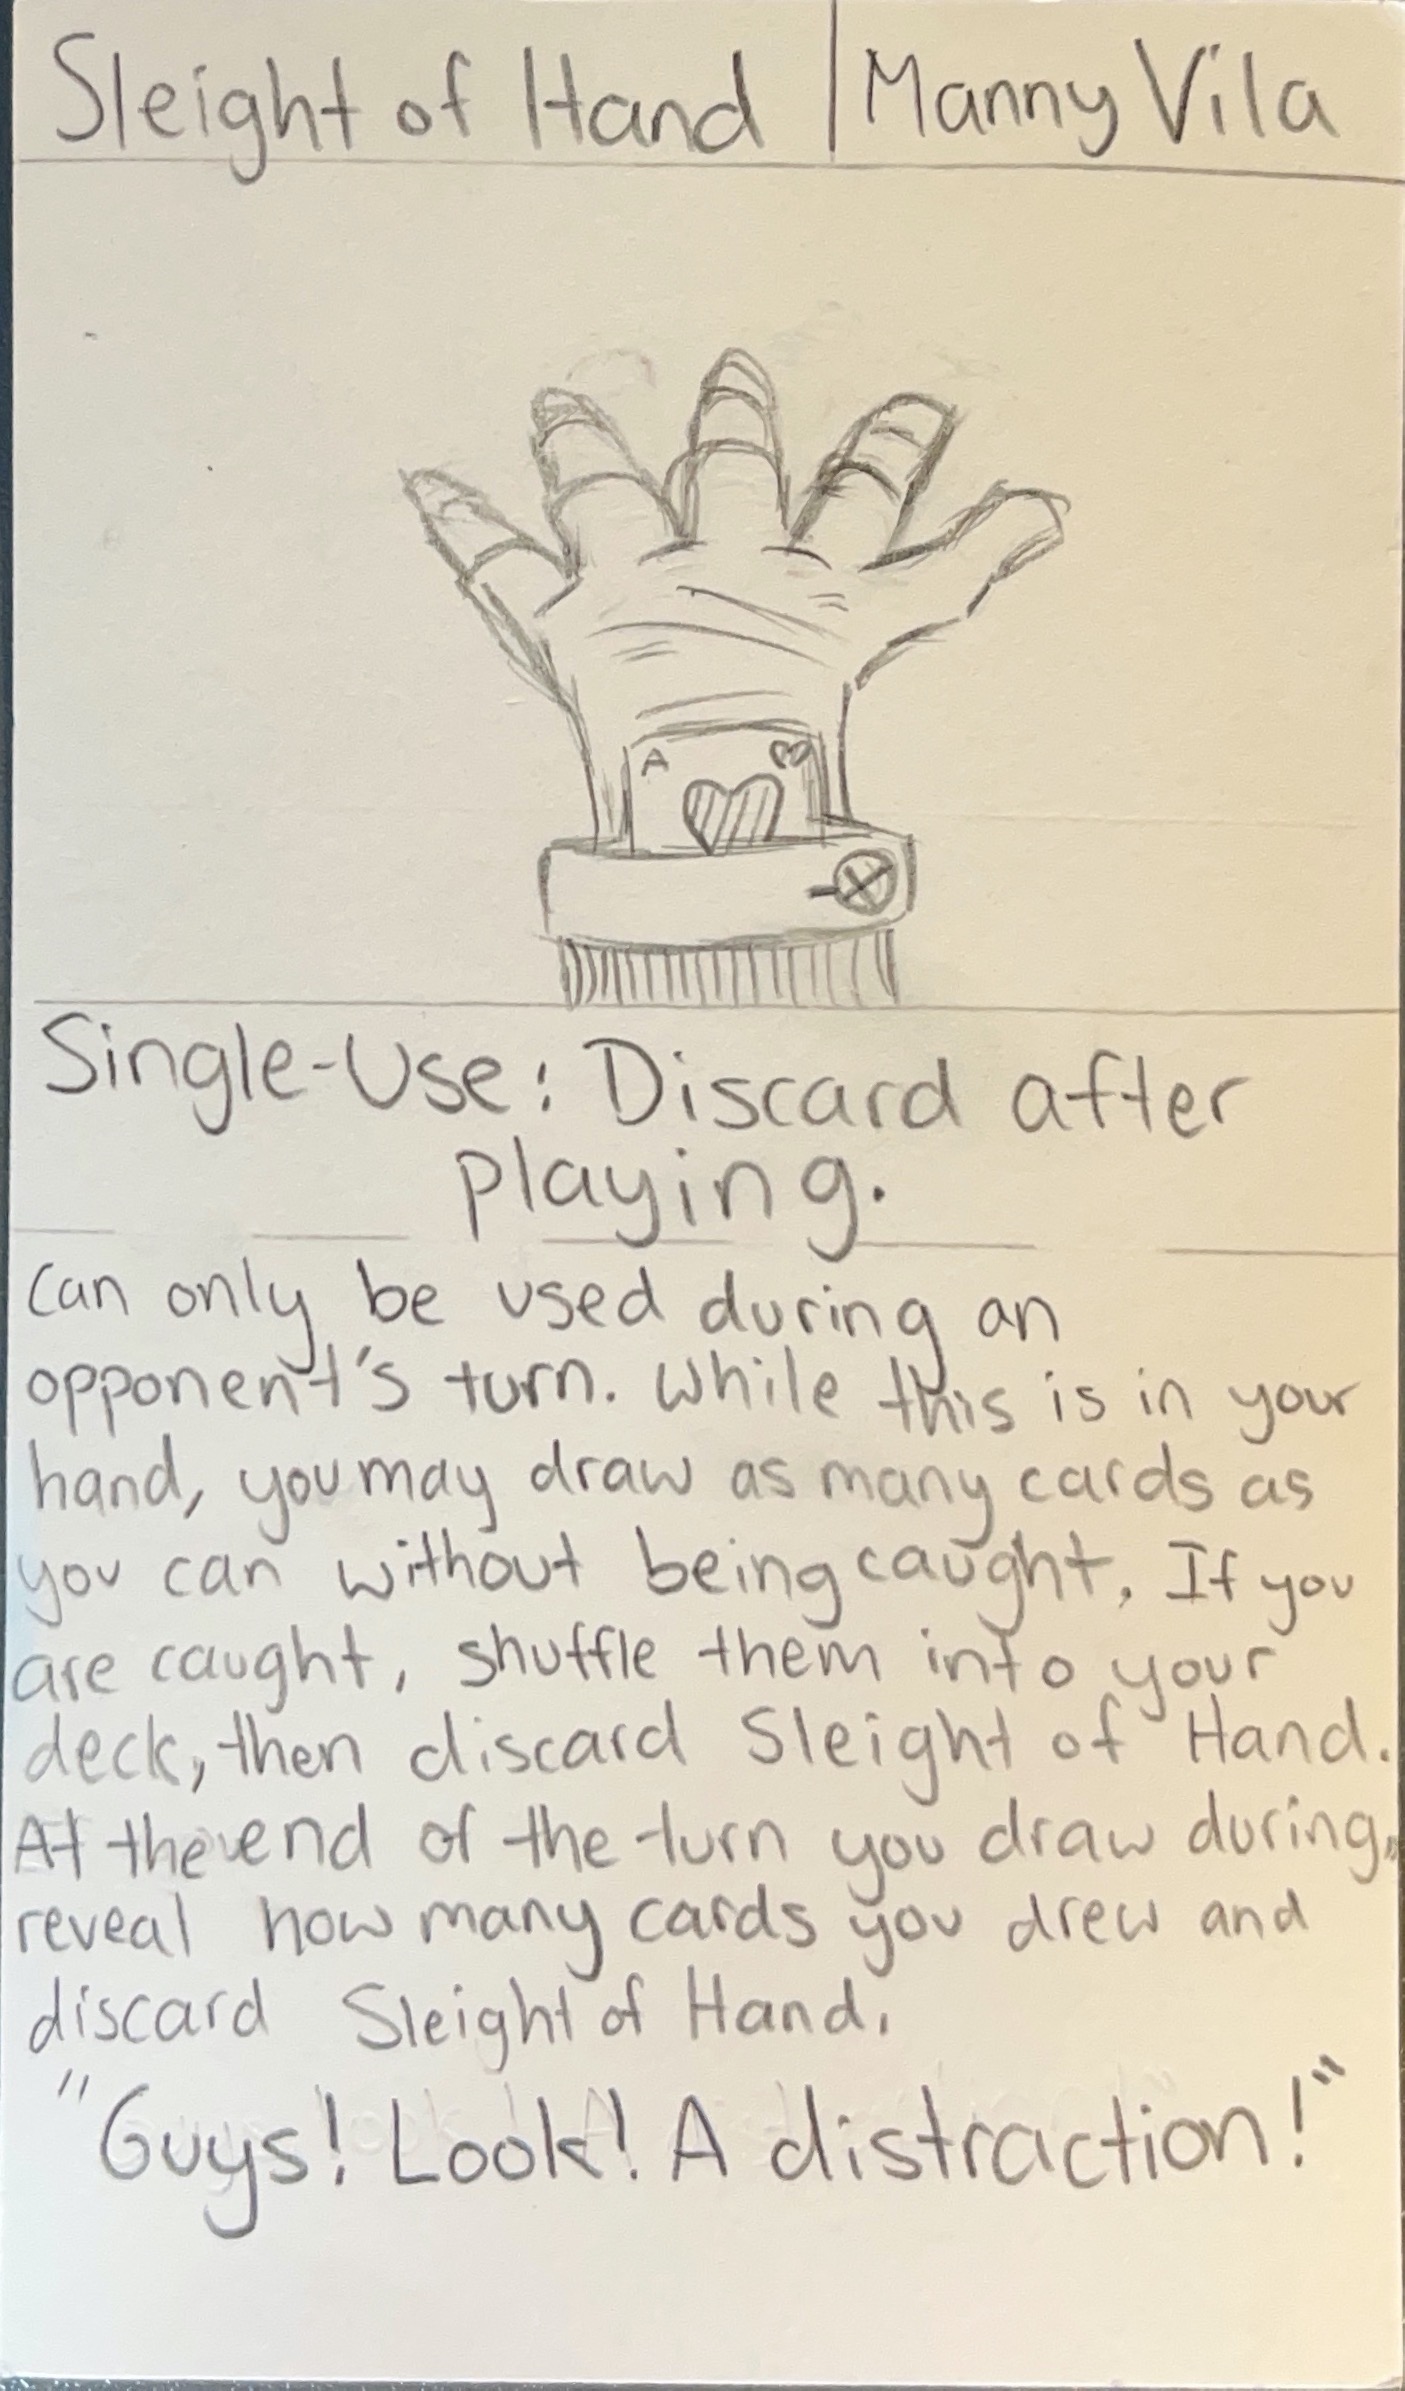 Sleight of Hand | Manny Vila
A
Single-Use: Discard after
playing.
Can only be used during an
opponent's turn. While this is in your
hand, you may draw as many cards as
you can without being caught. If you
are caught, shuffle them into your
deck, then discard Sleight of Hand.
At the end of the turn you draw during,
reveal how many cards you drew and
discard Sleight of Hand.
"Guys! Look! A distraction!"